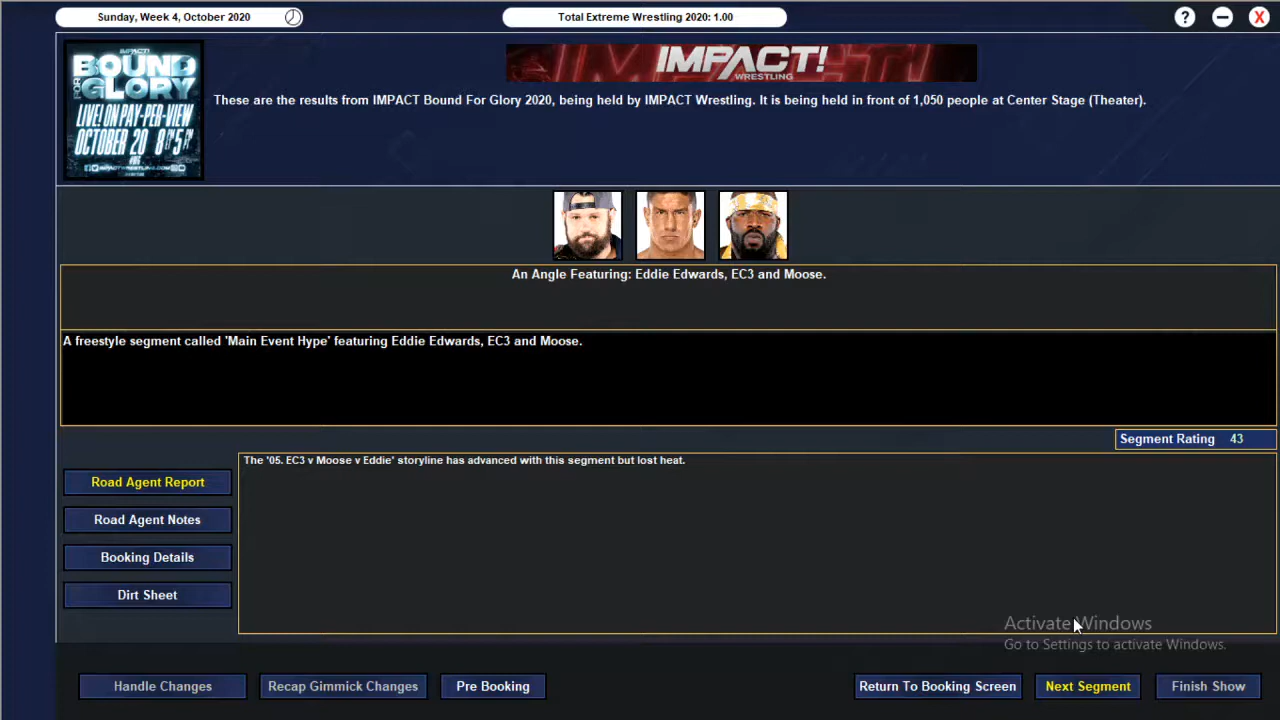 Sunday, Week 4, October 2020
Total Extreme Wrestling 2020: 1.00
?
X
IMPACT!
BOUND
FOR
GLORY
LIVE! ON PAY-PER-VIEW
OCTOBER 20 8 ET 5 PT
IMPACT!
WRESTLING
These are the results from IMPACT Bound For Glory 2020, being held by IMPACT Wrestling. It is being held in front of 1,050 people at Center Stage (Theater).
An Angle Featuring: Eddie Edwards, EC3 and Moose.
A freestyle segment called 'Main Event Hype' featuring Eddie Edwards, EC3 and Moose.
Segment Rating 43
The '05. EC3 v Moose v Eddie' storyline has advanced with this segment but lost heat.
Road Agent Report
Road Agent Notes
Booking Details
Dirt Sheet
Activate Windows
Go to Settings to activate Windows.
Handle Changes
Recap Gimmick Changes
Pre Booking
Return To Booking Screen
Next Segment
Finish Show